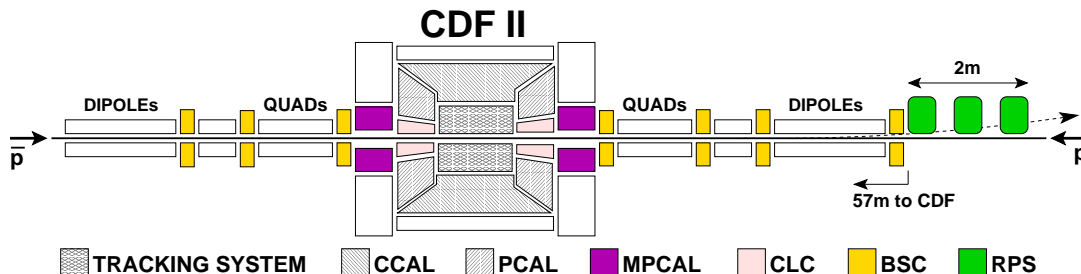 CDF II
2m
DIPOLEs QUADs QUADs DIPOLEs
p̅ p
57m to CDF
TRACKING SYSTEM CCAL PCAL MPCAL CLC BSC RPS